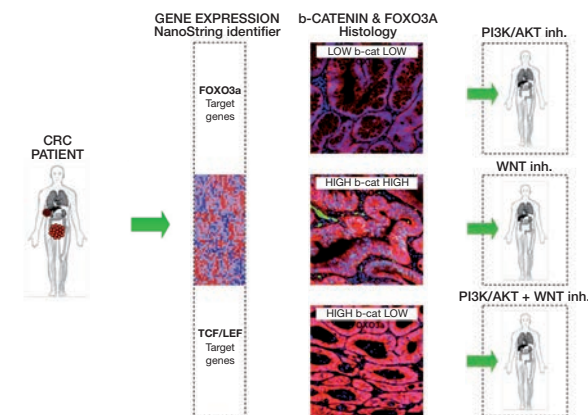 GENE EXPRESSION
NanoString identifier
b-CATENIN & FOXO3A
Histology
PI3K/AKT inh.
LOW b-cat LOW
FOXO3a
Target
genes
CRC
PATIENT
WNT inh.
HIGH b-cat HIGH
PI3K/AKT + WNT inh.
HIGH b-cat LOW
TCF/LEF
Target
genes